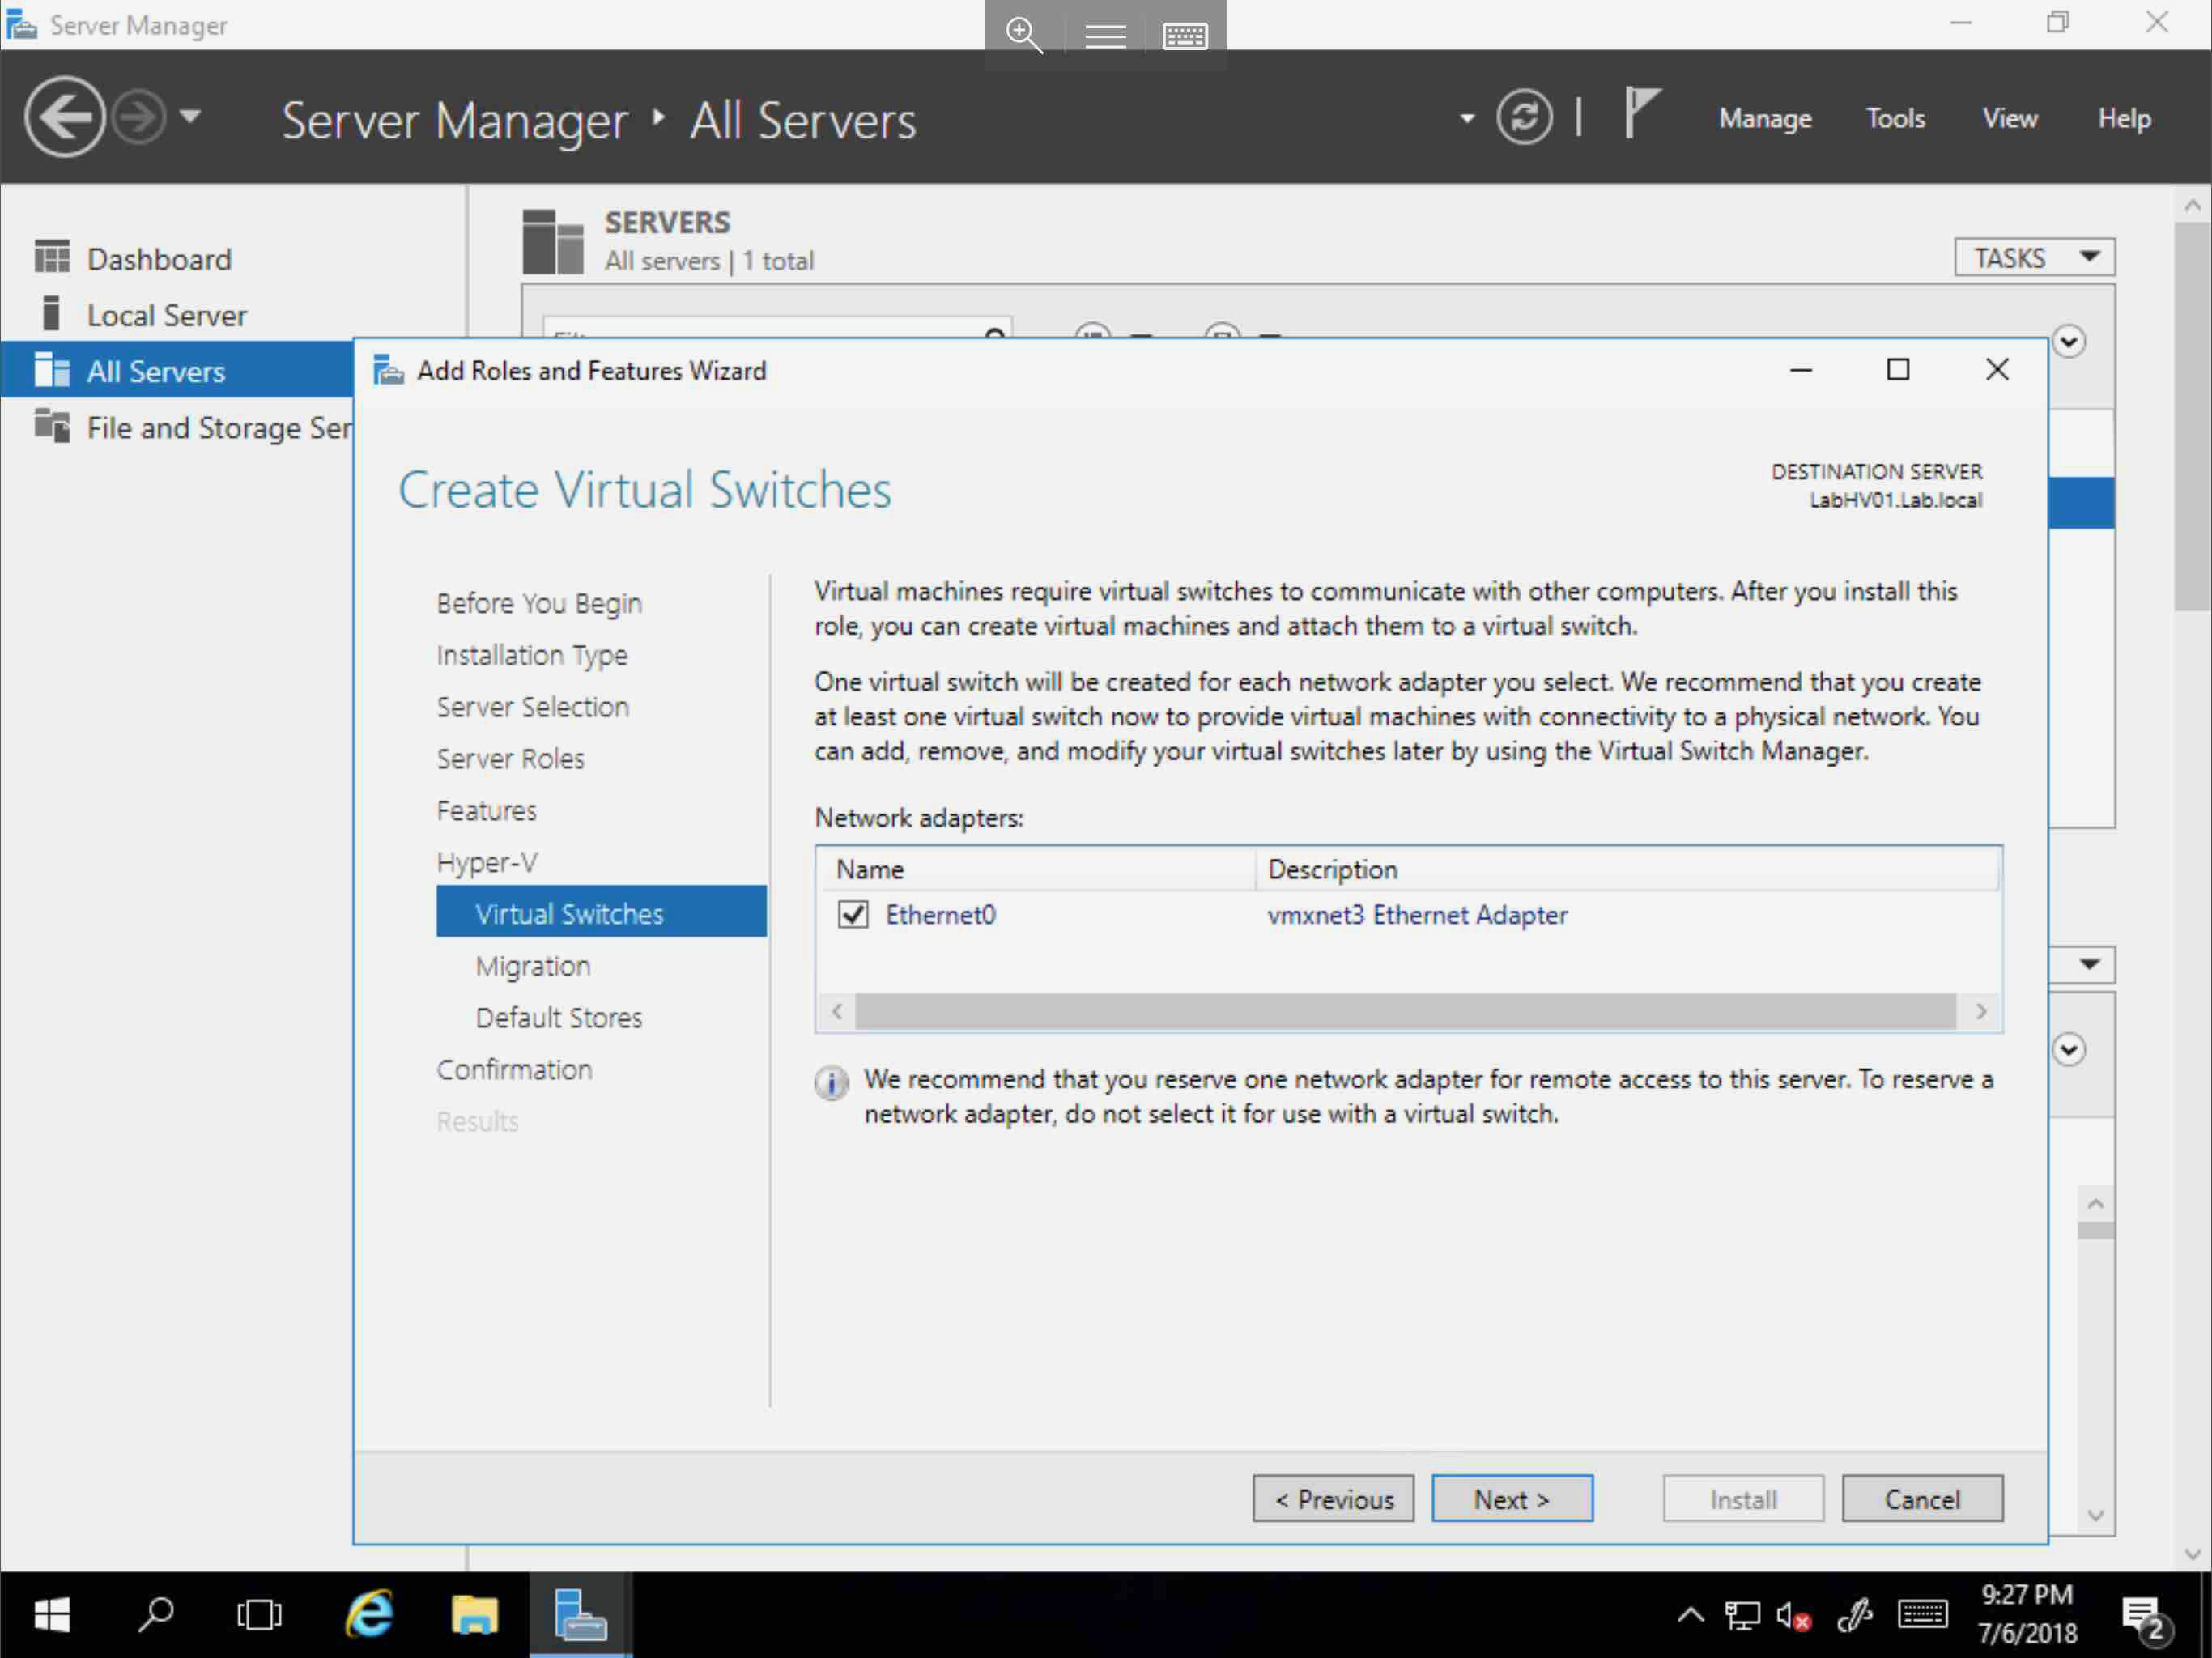 Server Manager
Server Manager ‣ All Servers
Manage
Tools
View
Help
Dashboard
Local Server
All Servers
File and Storage Ser
SERVERS
All servers | 1 total
TASKS
Add Roles and Features Wizard
Create Virtual Switches
DESTINATION SERVER
LabHV01.Lab.local
Before You Begin
Installation Type
Server Selection
Server Roles
Features
Hyper-V
Virtual Switches
Migration
Default Stores
Confirmation
Results
Virtual machines require virtual switches to communicate with other computers. After you install this
role, you can create virtual machines and attach them to a virtual switch.
One virtual switch will be created for each network adapter you select. We recommend that you create
at least one virtual switch now to provide virtual machines with connectivity to a physical network. You
can add, remove, and modify your virtual switches later by using the Virtual Switch Manager.
Network adapters:
Name Description
Ethernet0 vmxnet3 Ethernet Adapter
We recommend that you reserve one network adapter for remote access to this server. To reserve a
network adapter, do not select it for use with a virtual switch.
< Previous
Next >
Install
Cancel
9:27 PM
7/6/2018
2